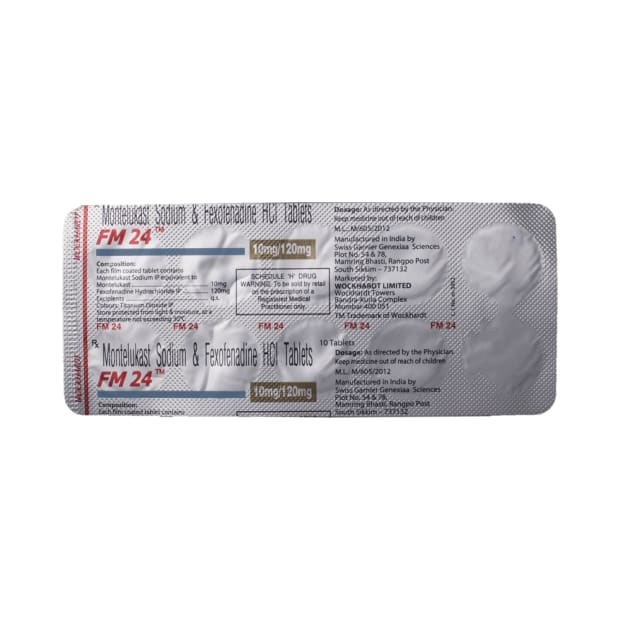 WOCKHARDT
Montelukast Sodium & Fexofenadine HCl Tablets
FM 24™
10mg/120mg
Composition:
Each film coated tablet contains
Montelukast Sodium IP equivalent to
Montelukast 10mg
Fexofenadine Hydrochloride IP 120mg
Excipients q.s.
Colours: Titanium Dioxide IP
Store protected from light & moisture, at a
temperature not exceeding 30°C
SCHEDULE 'H' DRUG
WARNING: To be sold by retail
on the prescription of a
Registered Medical
Practitioner only.
Dosage: As directed by the Physician.
Keep medicine out of reach of children
M.L.: M/605/2012
Manufactured in India by
Swiss Garnier Genexiaa Sciences
Plot No. 54 & 78,
Mamring Bhasti, Rangpo Post
South Sikkim – 737132
Marketed by:
WOCKHARDT LIMITED
Wockhardt Towers
Bandra-Kurla Complex
Mumbai-400 051
TM Trademark of Wockhardt
FM 24 FM 24 FM 24 FM 24 FM 24
WOCKHARDT
Rx Montelukast Sodium & Fexofenadine HCl Tablets
10 Tablets
FM 24™
10mg/120mg
Composition:
Each film coated tablet contains
Dosage: As directed by the Physician.
Keep medicine out of reach of children
M.L.: M/605/2012
Manufactured in India by
Swiss Garnier Genexiaa Sciences
Plot No. 54 & 78,
Mamring Bhasti, Rangpo Post
South Sikkim – 737132